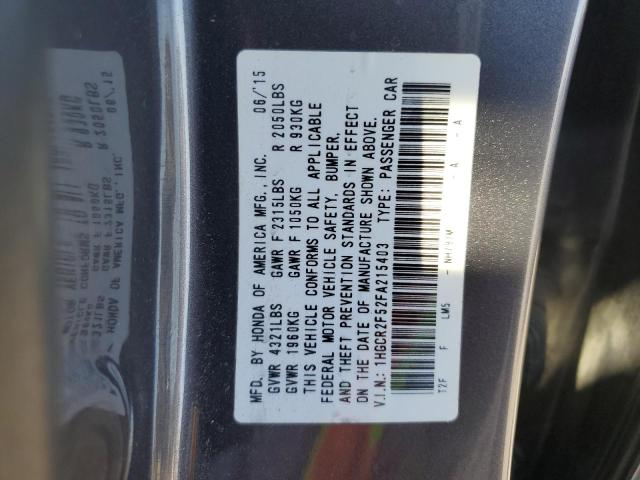 MFD. BY HONDA OF AMERICA MFG., INC. 06/15
GVWR 4321LBS GAWR F 2315LBS R 2050LBS
GVWR 1960KG GAWR F 1050KG R 930KG
THIS VEHICLE CONFORMS TO ALL APPLICABLE
FEDERAL MOTOR VEHICLE SAFETY, BUMPER,
AND THEFT PREVENTION STANDARDS IN EFFECT
ON THE DATE OF MANUFACTURE SHOWN ABOVE.
V.I.N.: 1HGCR2F52FA215403 TYPE: PASSENGER CAR
T2F F LM5 - - A - A